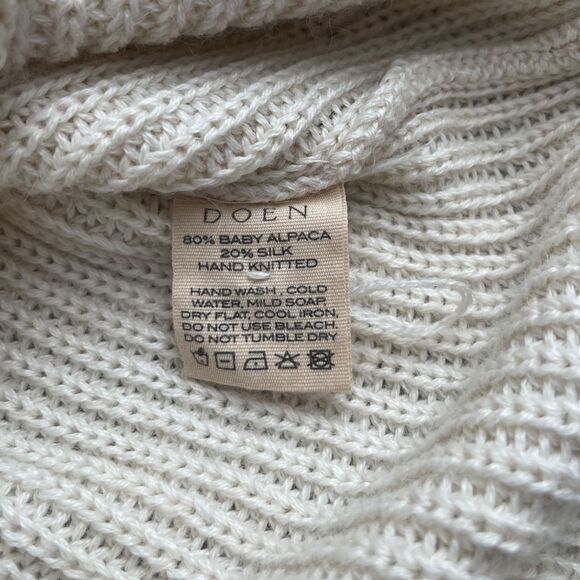 DOEN
80% BABY ALPACA
20% SILK
HAND KNITTED
HAND WASH, COLD
WATER, MILD SOAP,
DRY FLAT, COOL IRON.
DO NOT USE BLEACH.
DO NOT TUMBLE DRY